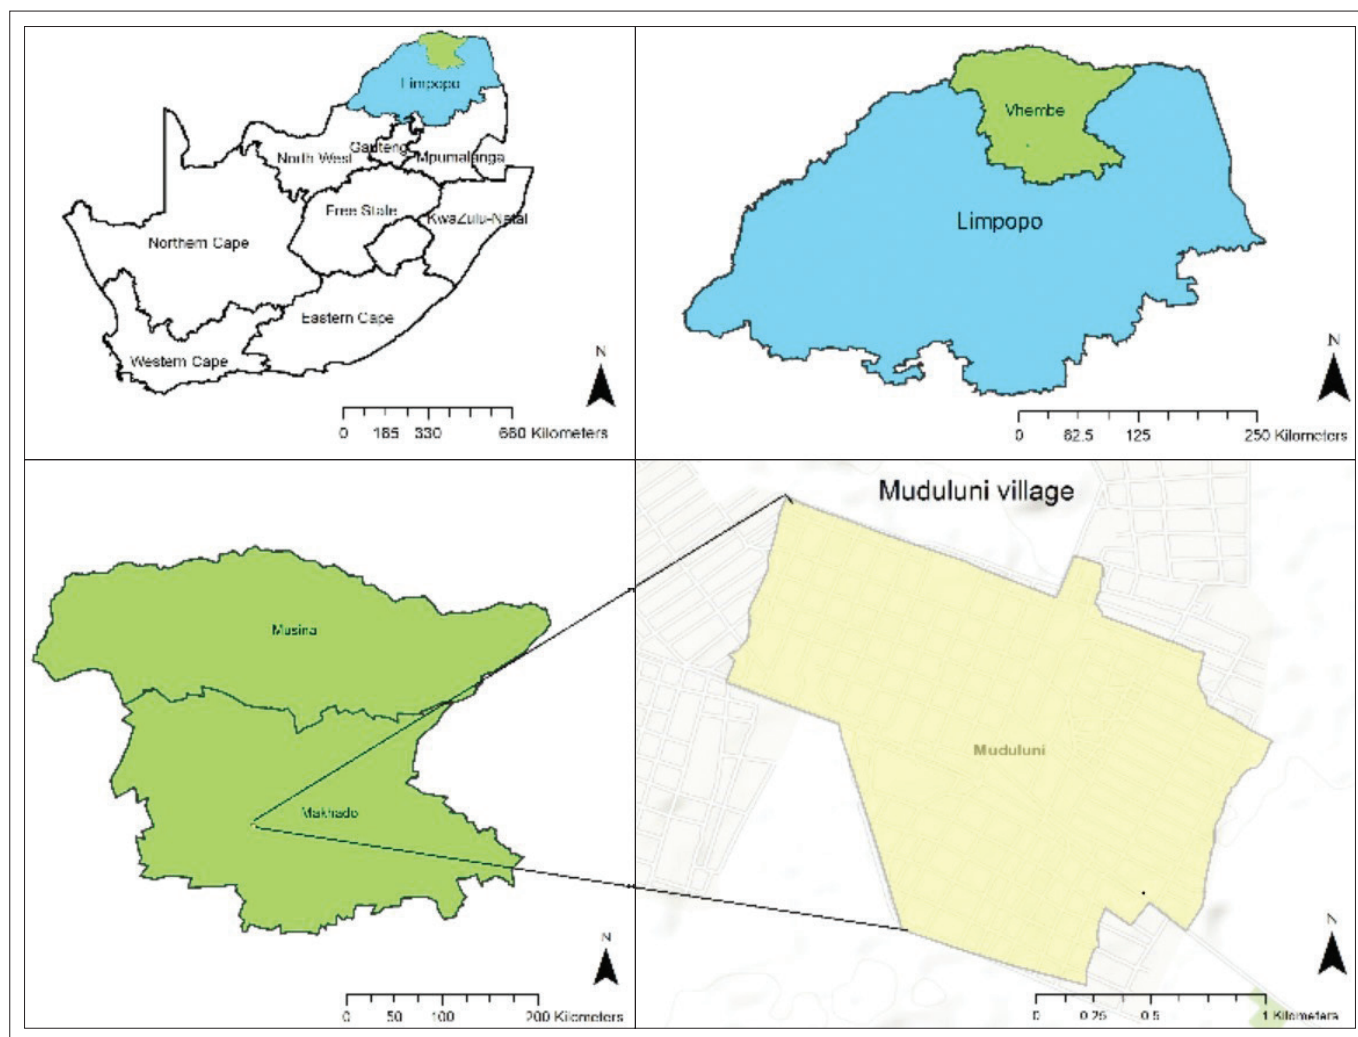 Limpopo
Gauteng
North West
Mpumalanga
Free State
KwaZulu-Natal
Northern Cape
Eastern Cape
Western Cape
N
0 165 330 660 Kilometers
Vhembe
Limpopo
N
0 62.5 125 250 Kilometers
Musina
Makhado
N
0 50 100 200 Kilometers
Muduluni village
Muduluni
N
0 0.25 0.5 1 Kilometers